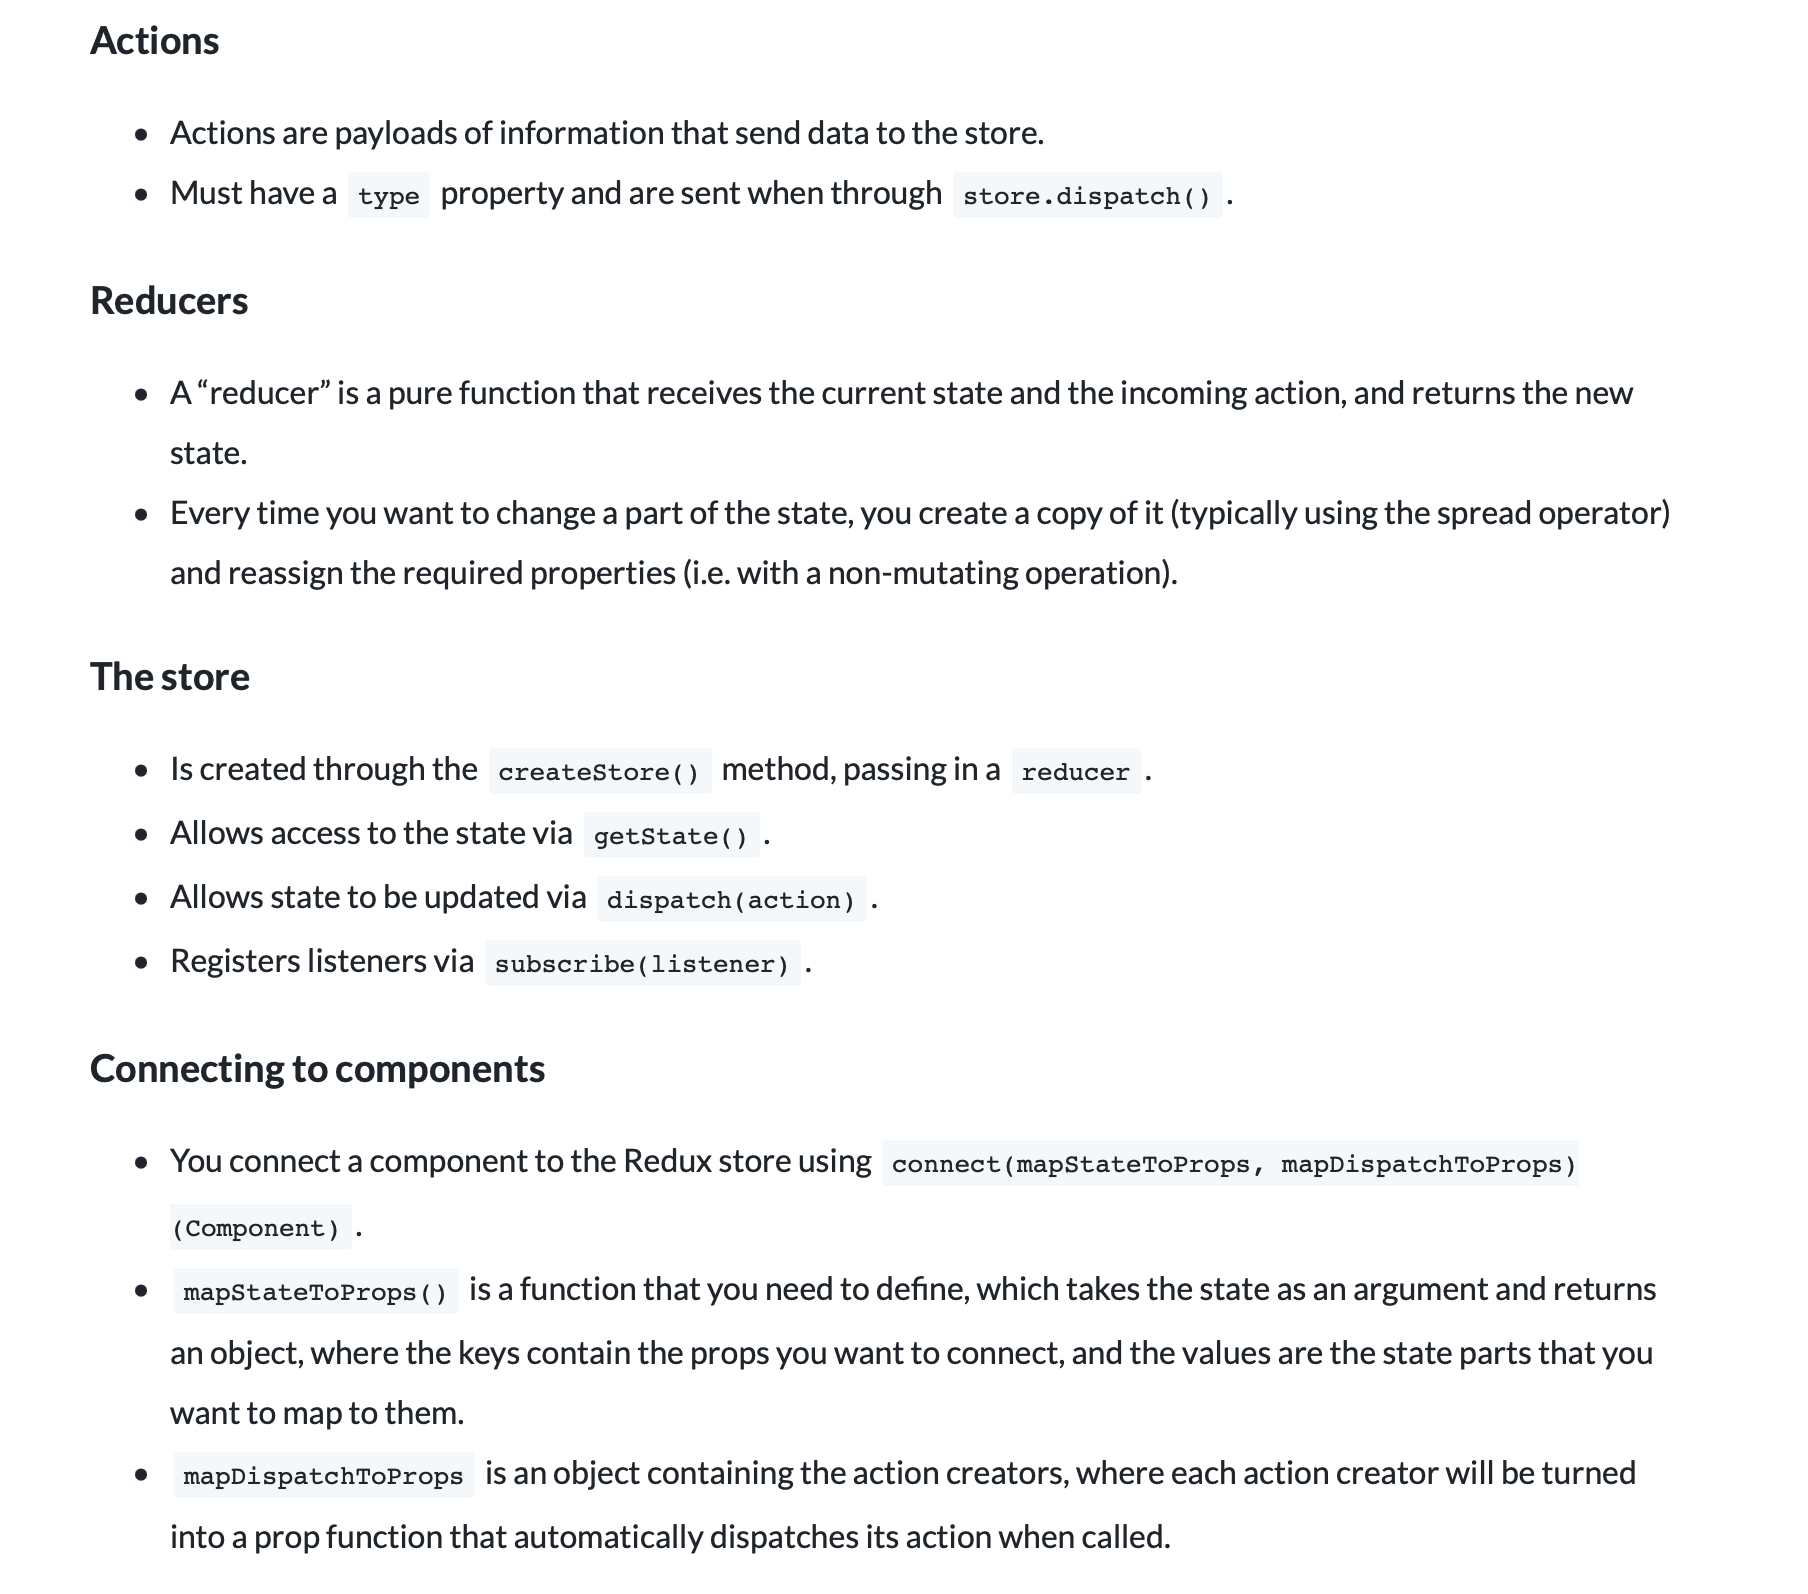 Actions
Actions are payloads of information that send data to the store.
Must have a type property and are sent when through store.dispatch() .
Reducers
A “reducer” is a pure function that receives the current state and the incoming action, and returns the new
state.
Every time you want to change a part of the state, you create a copy of it (typically using the spread operator)
and reassign the required properties (i.e. with a non-mutating operation).
The store
Is created through the createStore() method, passing in a reducer .
Allows access to the state via getState() .
Allows state to be updated via dispatch(action) .
Registers listeners via subscribe(listener) .
Connecting to components
You connect a component to the Redux store using connect(mapStateToProps, mapDispatchToProps)
(Component) .
mapStateToProps() is a function that you need to define, which takes the state as an argument and returns
an object, where the keys contain the props you want to connect, and the values are the state parts that you
want to map to them.
mapDispatchToProps is an object containing the action creators, where each action creator will be turned
into a prop function that automatically dispatches its action when called.